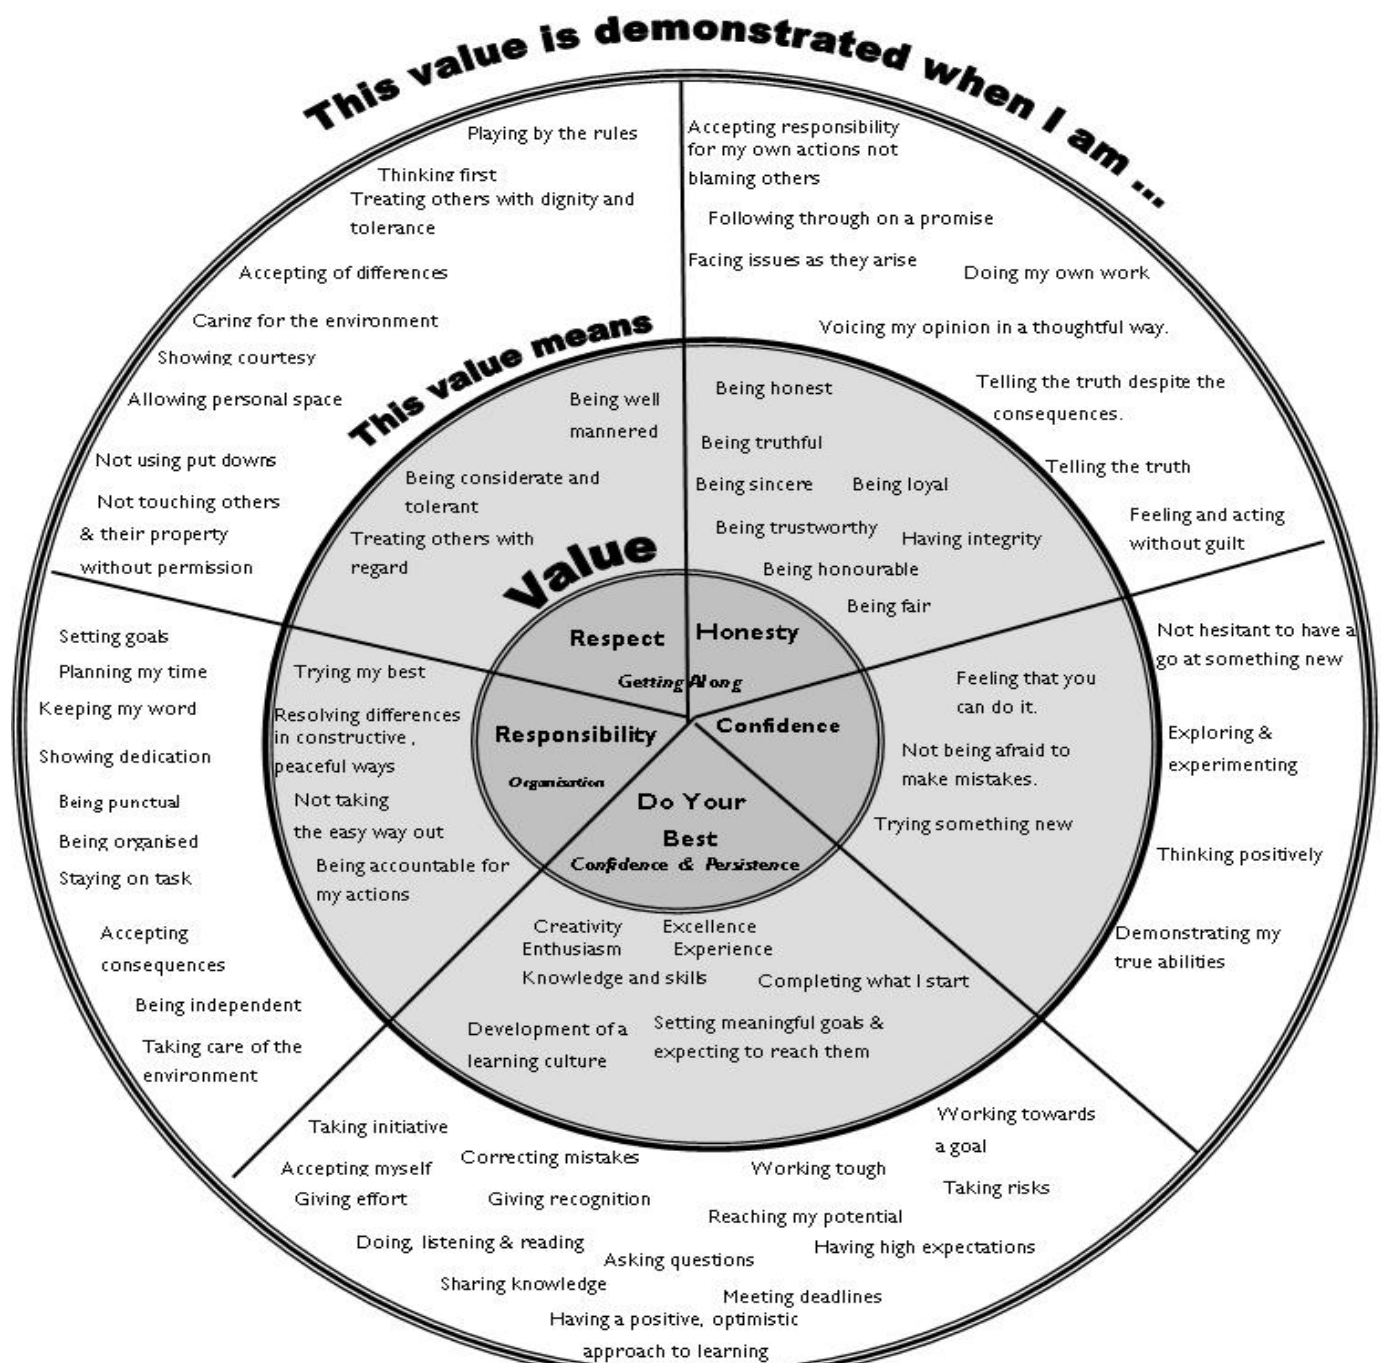 This value is demonstrated when I am ...
Playing by the rules
Thinking first
Treating others with dignity and
tolerance
Accepting of differences
Caring for the environment
Showing courtesy
Allowing personal space
Not using put downs
Not touching others
& their property
without permission
Accepting responsibility
for my own actions not
blaming others
Following through on a promise
Facing issues as they arise
Doing my own work
Voicing my opinion in a thoughtful way.
Telling the truth despite the
consequences.
Telling the truth
Feeling and acting
without guilt
This value means
Being well
mannered
Being considerate and
tolerant
Treating others with
regard
Being honest
Being truthful
Being sincere
Being loyal
Being trustworthy
Having integrity
Being honourable
Being fair
Value
Respect
Honesty
Getting Along
Responsibility
Organisation
Confidence
Do Your
Best
Confidence & Persistence
Setting goals
Planning my time
Keeping my word
Showing dedication
Being punctual
Being organised
Staying on task
Accepting
consequences
Being independent
Taking care of the
environment
Trying my best
Resolving differences
in constructive,
peaceful ways
Not taking
the easy way out
Being accountable for
my actions
Feeling that you
can do it.
Not being afraid to
make mistakes.
Trying something new
Not hesitant to have a
go at something new
Exploring &
experimenting
Thinking positively
Demonstrating my
true abilities
Creativity
Excellence
Enthusiasm
Experience
Knowledge and skills
Completing what I start
Development of a
learning culture
Setting meaningful goals &
expecting to reach them
Taking initiative
Accepting myself
Correcting mistakes
Giving effort
Giving recognition
Working tough
Working towards
a goal
Taking risks
Reaching my potential
Doing, listening & reading
Asking questions
Having high expectations
Sharing knowledge
Meeting deadlines
Having a positive, optimistic
approach to learning